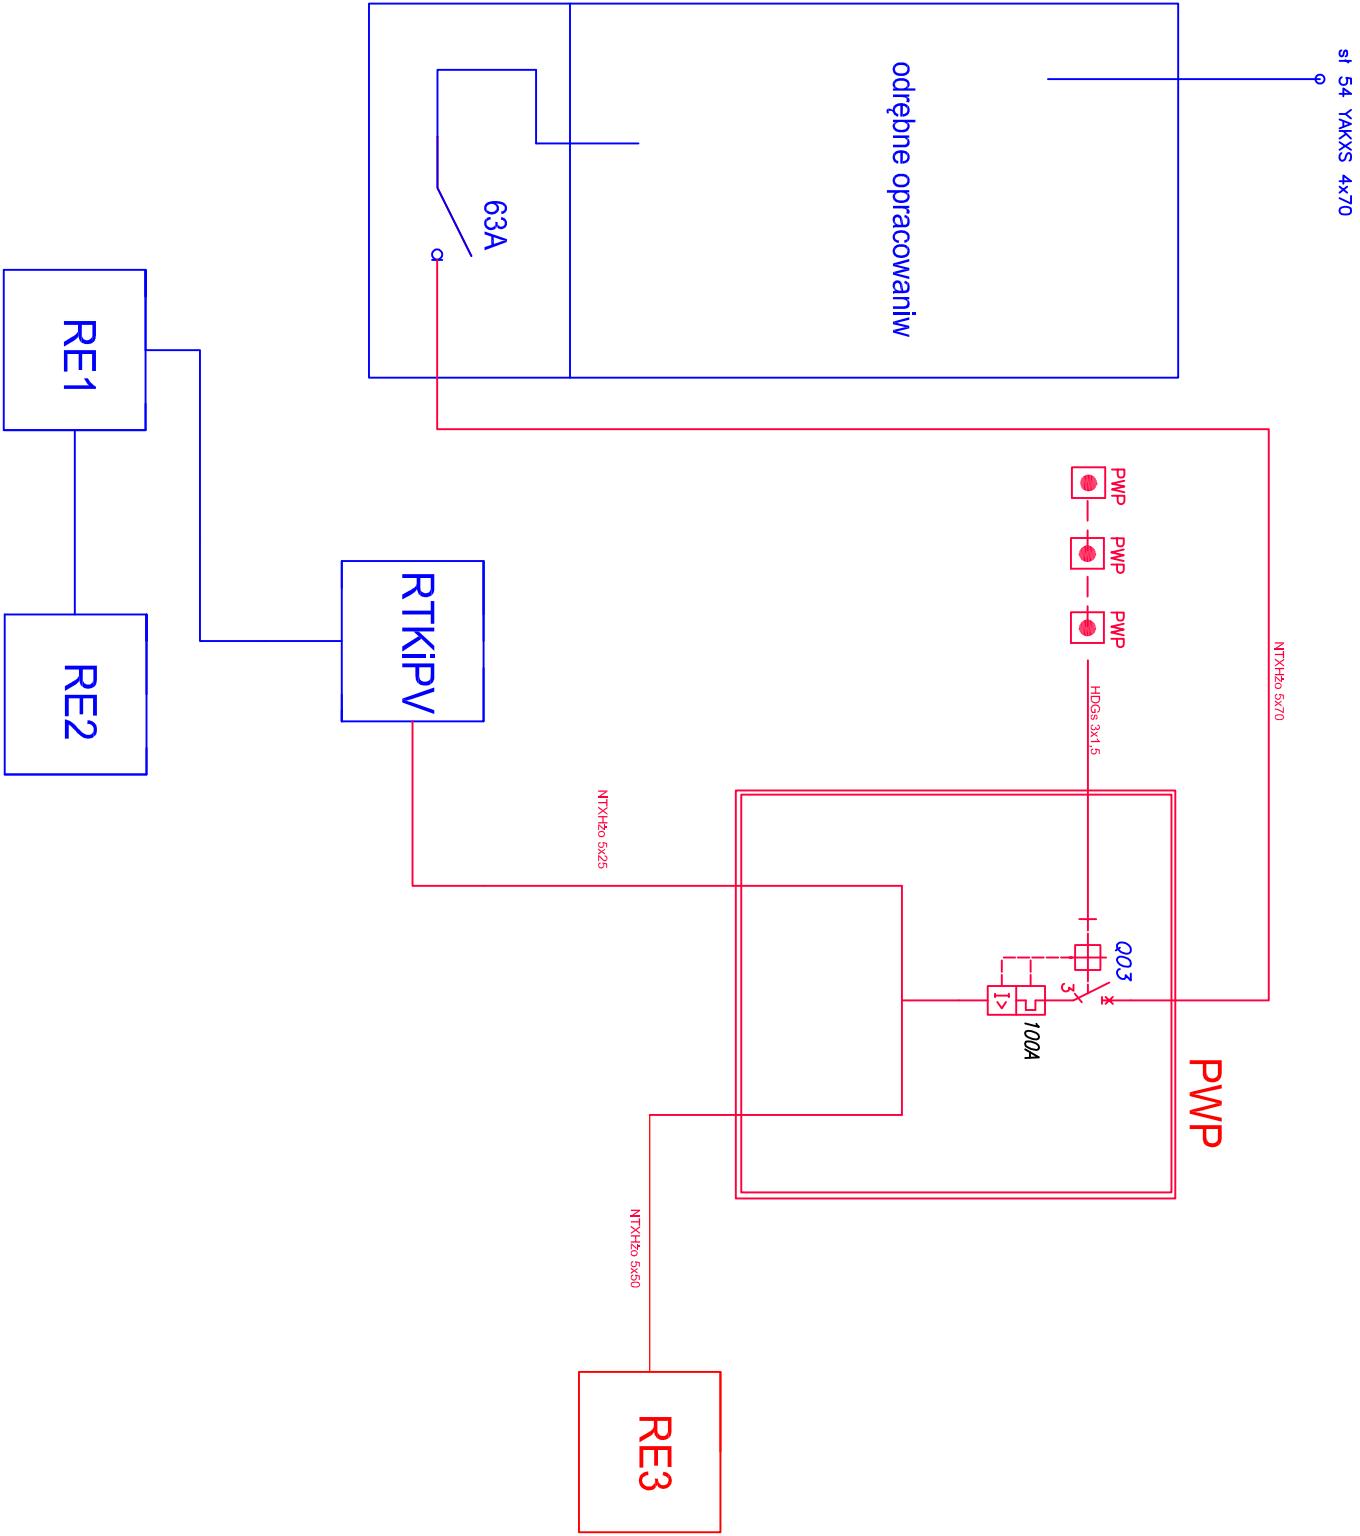 sł 54 YAKXS 4x70
odrębne opracowaniw
63A
RE1
RE2
RTKiPV
PWP
PWP
PWP
HDGs 3x1,5
NTXHżo 5x70
NTXHżo 5x25
Q03
3
I>
100A
PWP
NTXHżo 5x50
RE3